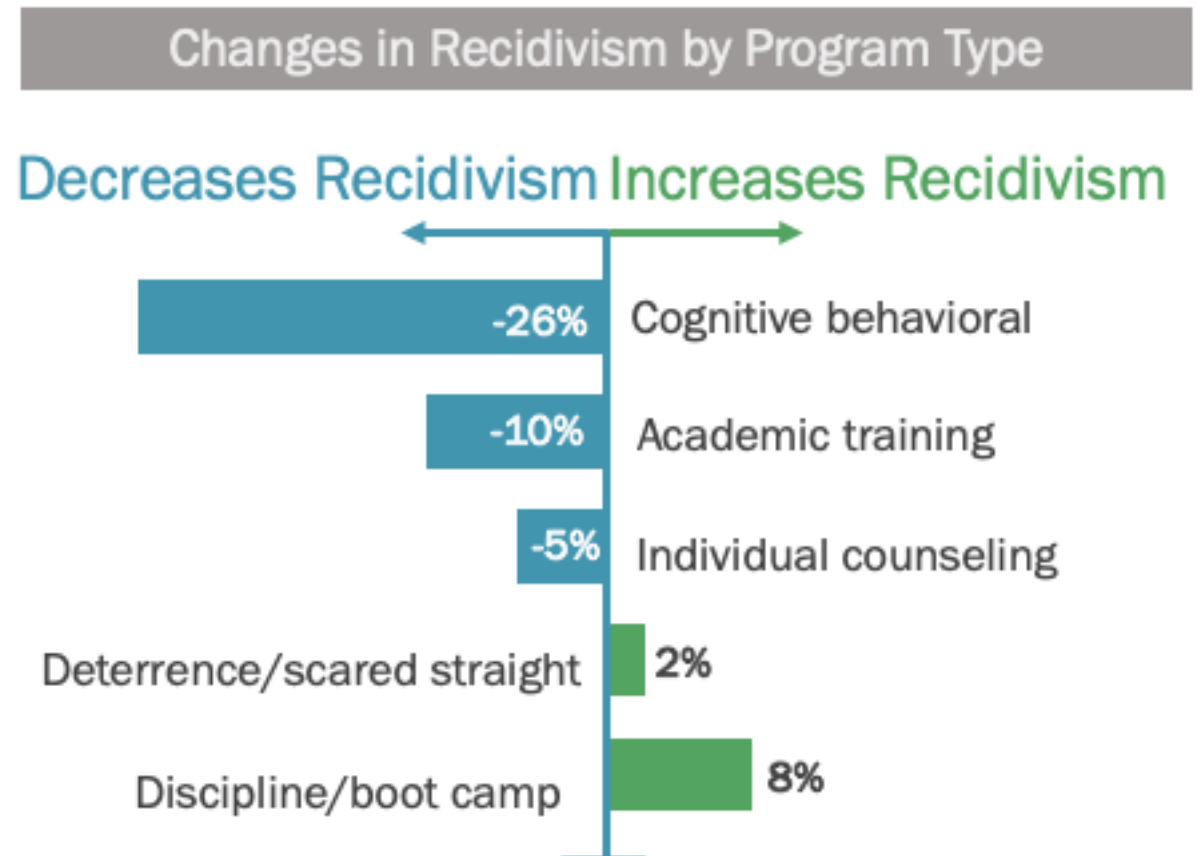 Changes in Recidivism by Program Type
Decreases Recidivism Increases Recidivism
-26% Cognitive behavioral
-10% Academic training
-5% Individual counseling
Deterrence/scared straight 2%
Discipline/boot camp 8%